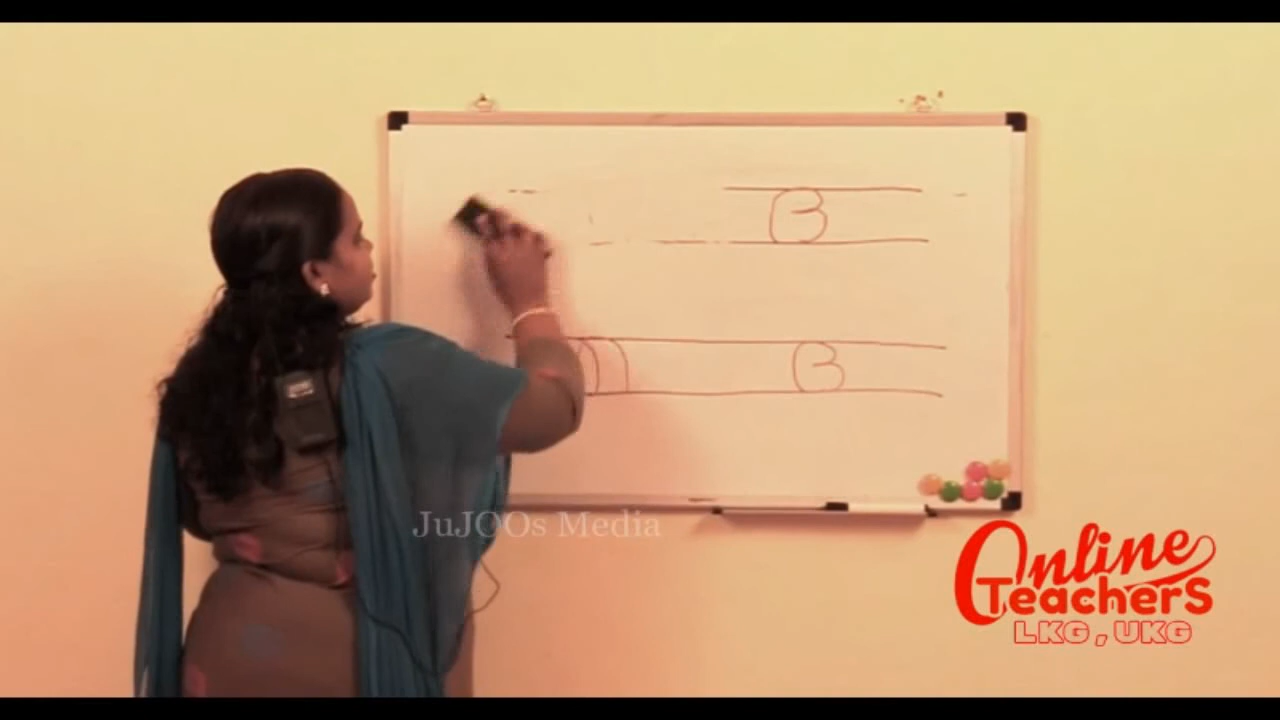 ദ
ദ
JuJOOs Media
Online
Teachers
LKG , UKG